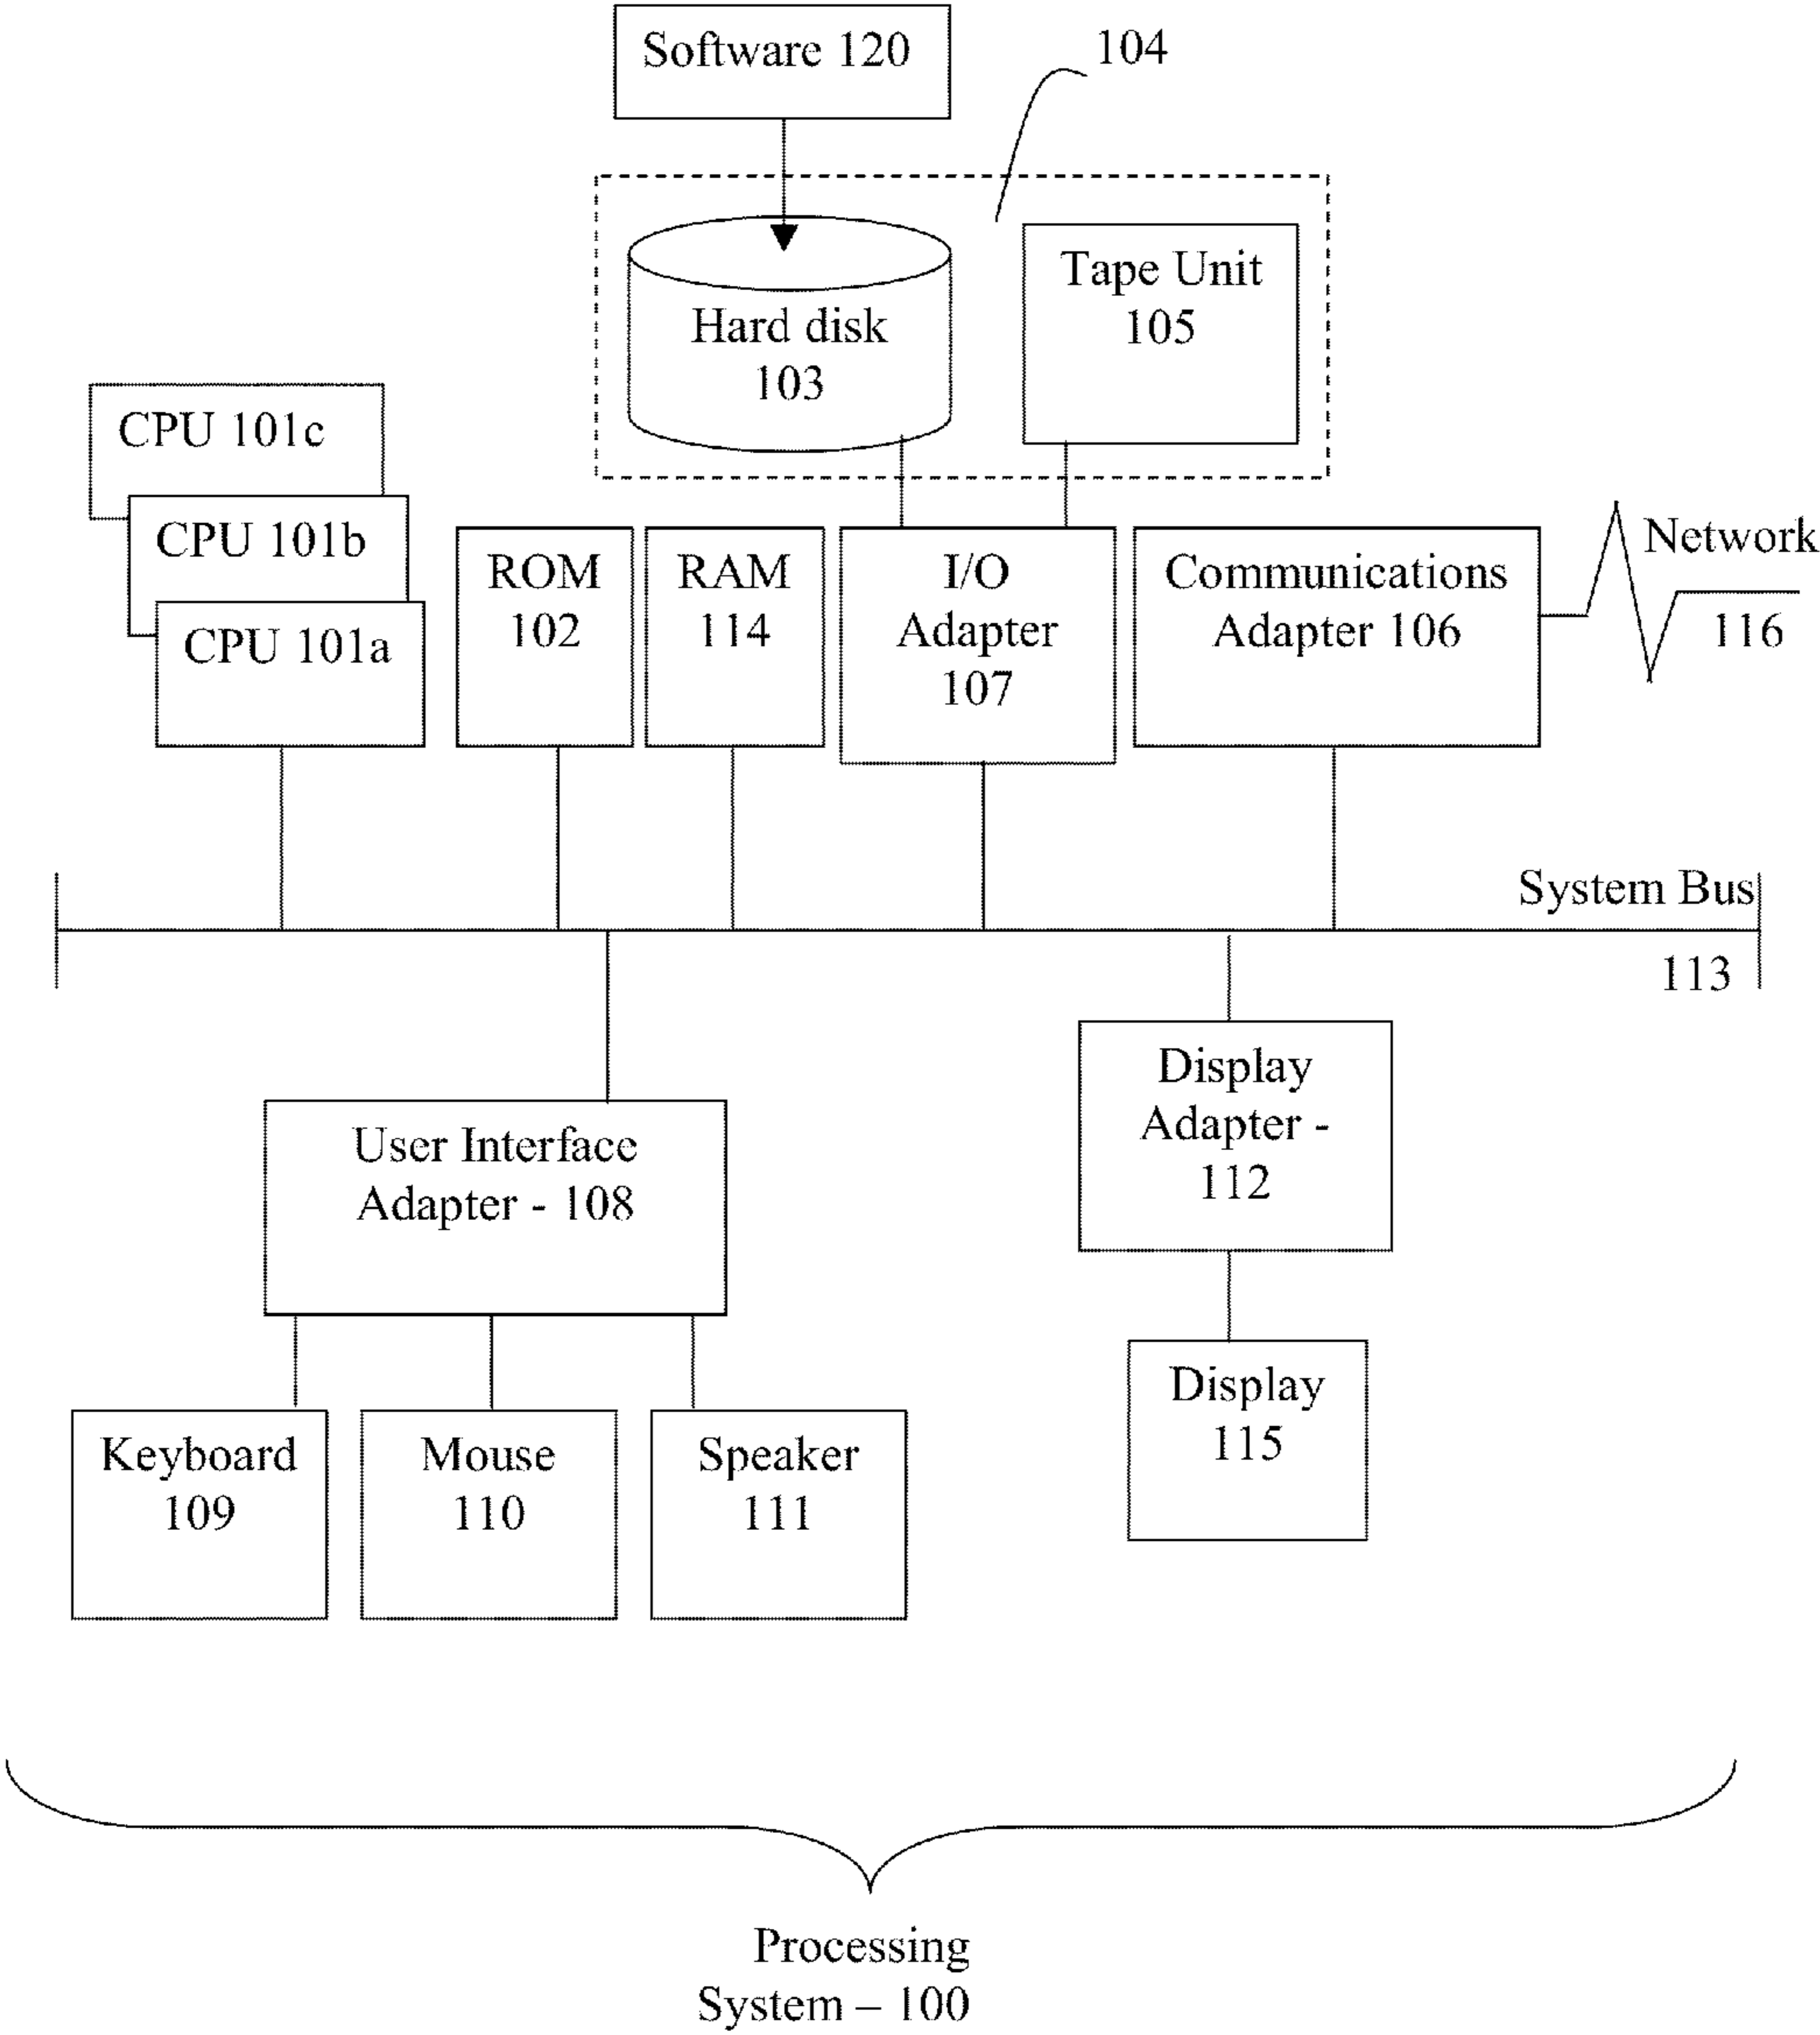 Software 120
104
Hard disk
103
Tape Unit
105
CPU 101c
CPU 101b
CPU 101a
ROM
102
RAM
114
I/O
Adapter
107
Communications
Adapter 106
Network
116
System Bus
113
User Interface
Adapter - 108
Display
Adapter -
112
Keyboard
109
Mouse
110
Speaker
111
Display
115
Processing
System – 100